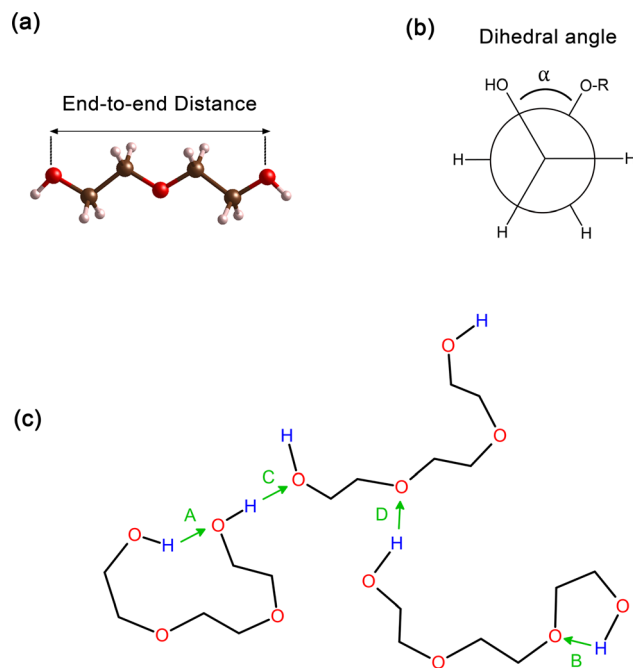 (a)
End-to-end Distance
(b)
Dihedral angle
HO
α
O-R
H
H
H
H
(c)
H
O
O
O
H
O
C
H
A
O
H
O
O
O
D
H
O
O
O
O
H
B